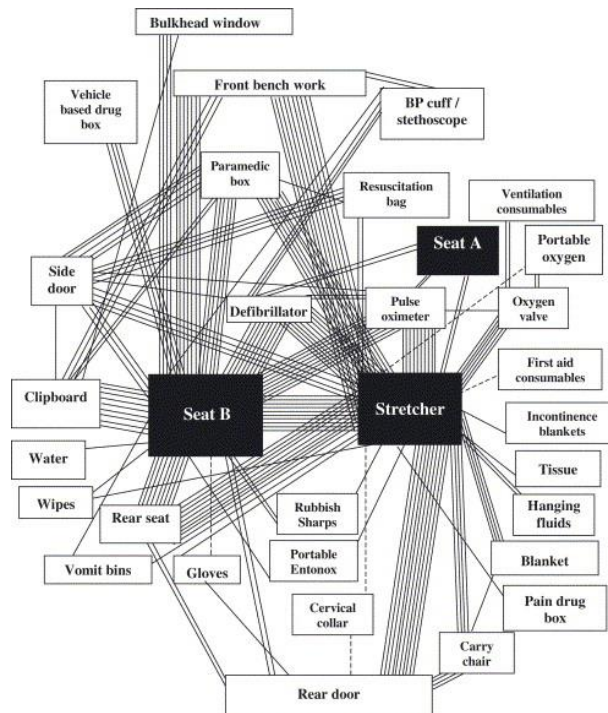 Bulkhead window
Front bench work
Vehicle
based drug
box
BP cuff /
stethoscope
Paramedic
box
Resuscitation
bag
Ventilation
consumables
Seat A
Portable
oxygen
Side
door
Defibrillator
Pulse
oximeter
Oxygen
valve
First aid
consumables
Clipboard
Seat B
Stretcher
Incontinence
blankets
Water
Tissue
Wipes
Rear seat
Rubbish
Sharps
Hanging
fluids
Vomit bins
Gloves
Portable
Entonox
Blanket
Cervical
collar
Pain drug
box
Carry
chair
Rear door